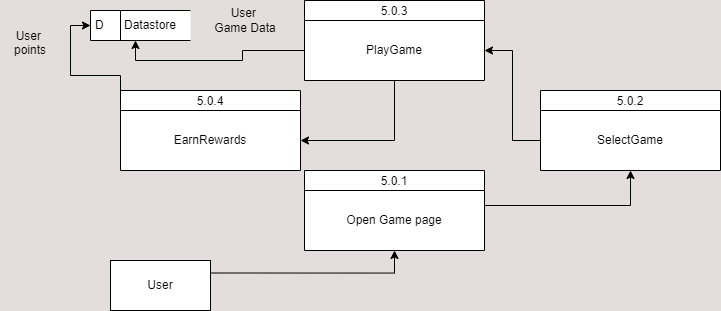 User
Game Data
5.0.3
D
Datastore
User
points
PlayGame
5.0.4
5.0.2
EarnRewards
SelectGame
5.0.1
Open Game page
User